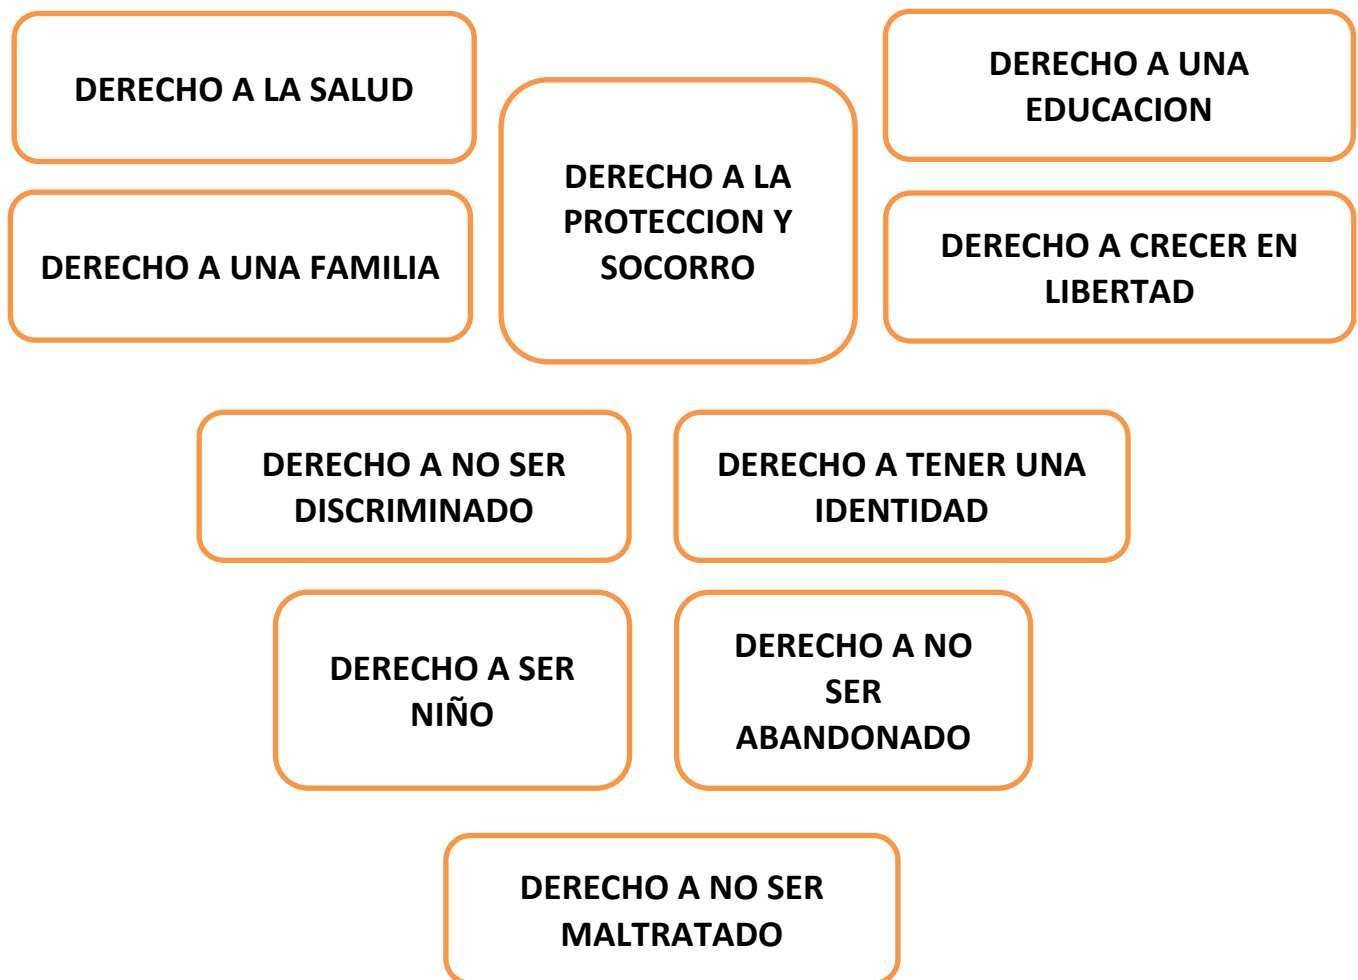 DERECHO A LA SALUD
DERECHO A UNA FAMILIA
DERECHO A LA
PROTECCION Y
SOCORRO
DERECHO A UNA
EDUCACION
DERECHO A CRECER EN
LIBERTAD
DERECHO A NO SER
DISCRIMINADO
DERECHO A TENER UNA
IDENTIDAD
DERECHO A SER
NIÑO
DERECHO A NO
SER
ABANDONADO
DERECHO A NO SER
MALTRATADO